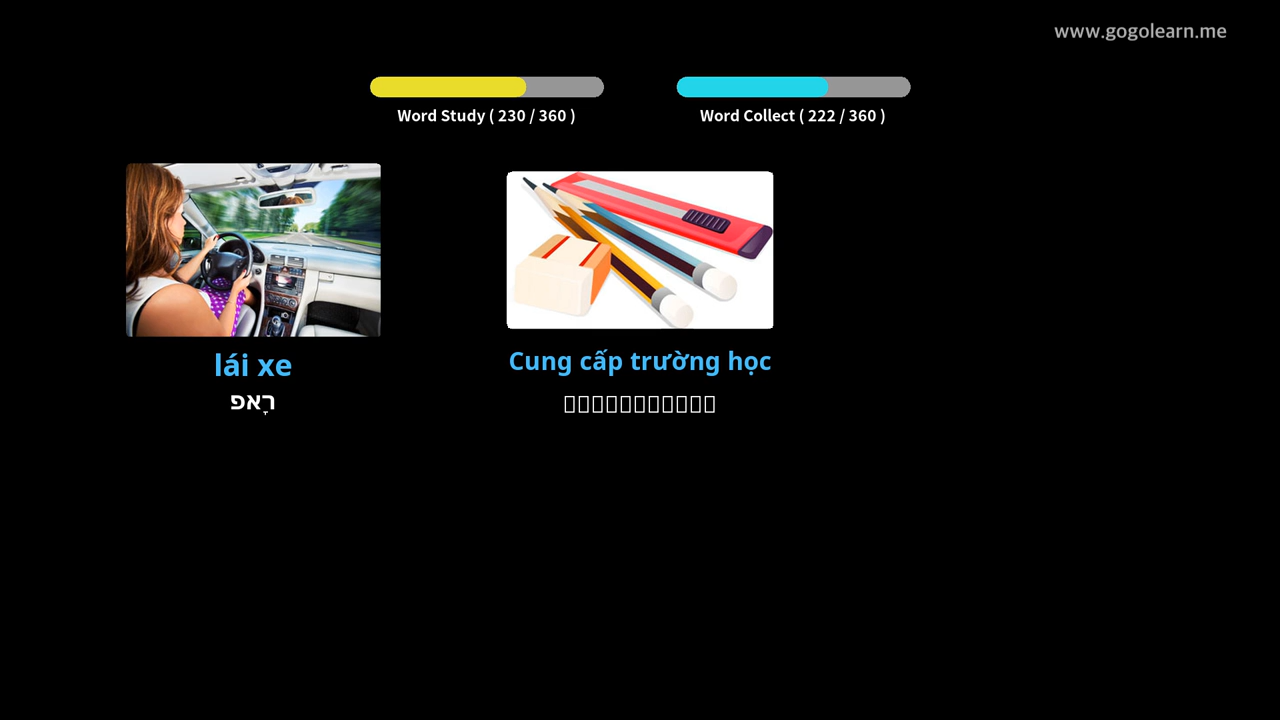 www.gogolearn.me
Word Study ( 230 / 360 )
Word Collect ( 222 / 360 )
lái xe
רָאפ
Cung cấp trường học